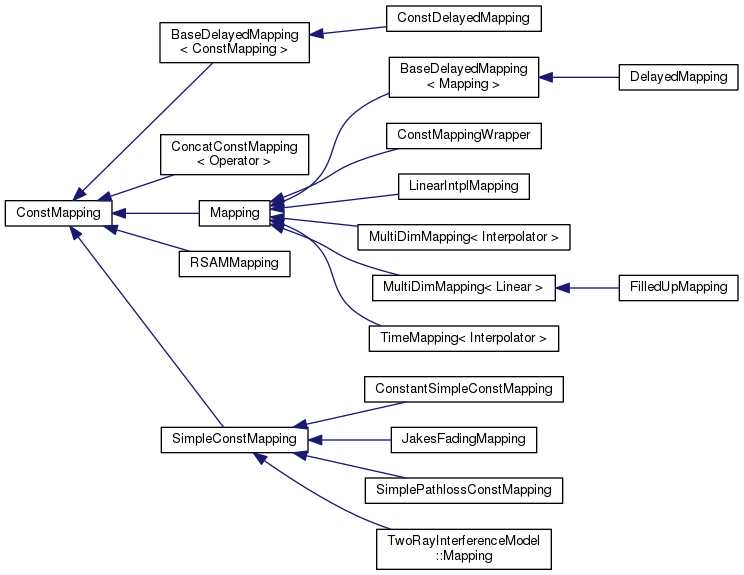 ConstDelayedMapping
BaseDelayedMapping
< ConstMapping >
BaseDelayedMapping
< Mapping >
DelayedMapping
ConstMappingWrapper
ConcatConstMapping
< Operator >
LinearIntplMapping
ConstMapping
Mapping
MultiDimMapping< Interpolator >
RSAMMapping
MultiDimMapping< Linear >
FilledUpMapping
TimeMapping< Interpolator >
ConstantSimpleConstMapping
SimpleConstMapping
JakesFadingMapping
SimplePathlossConstMapping
TwoRayInterferenceModel
::Mapping